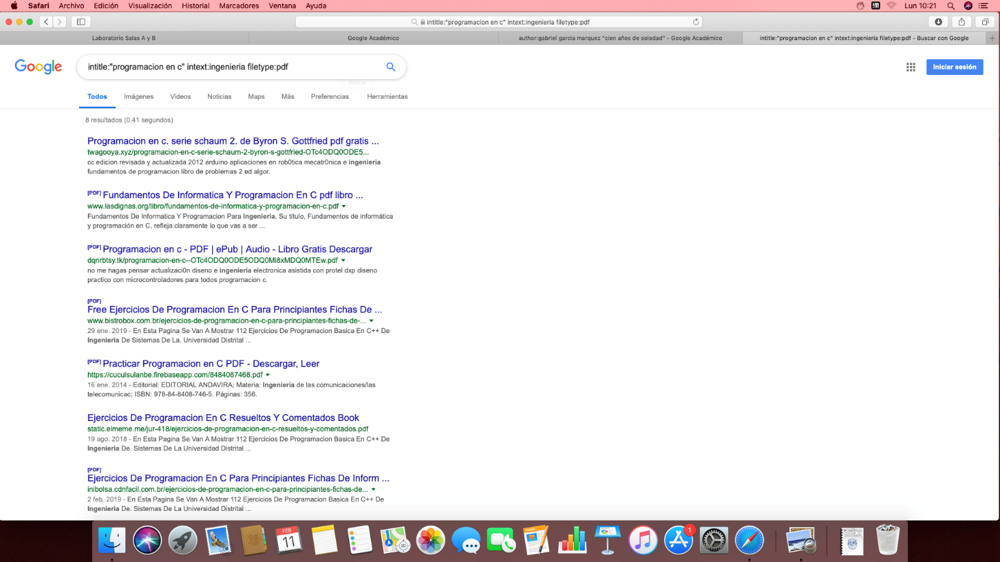 Safari Archivo Edición Visualización Historial Marcadores Ventana Ayuda Lun 10:21
intitle:"programacion en c" intext:ingenieria filetype:pdf
Laboratorio Salas A y B
Google Académico
author:gabriel garcia marquez "cien años de soledad" - Google Académico
intitle:"programacion en c" intext:ingenieria filetype:pdf - Buscar con Google
Google
intitle:"programacion en c" intext:ingenieria filetype:pdf
Iniciar sesión
Buscar
Todos Imágenes Videos Noticias Maps Más Preferencias Herramientas
8 resultados (0.41 segundos)
Programacion en c. serie schaum 2. de Byron S. Gottfried pdf gratis ...
twagooya.xyz/programacion-en-c-serie-schaum-2-byron-s-gottfried-OTc4ODQ0ODE5...
cc edicion revisada y actualizada 2012 arduino aplicaciones en rob0tica mecatr0nica e ingenieria
fundamentos de programacion libro de problemas 2 ed algor.
[PDF] Fundamentos De Informatica Y Programacion En C pdf libro ...
www.lasdignas.org/libro/fundamentos-de-informatica-y-programacion-en-c.pdf
Fundamentos De Informatica Y Programacion Para Ingenieria. Su título, Fundamentos de informática
y programación en C, refleja claramente lo que vas a ser ...
[PDF] Programacion en c - PDF | ePub | Audio - Libro Gratis Descargar
dqnrbtsy.tk/programacion-en-c--OTc4ODQ0ODE5ODQ0Mi8xMDQ0MTEw.pdf
no me hagas pensar actualizaci0n diseno e ingenieria electronica asistida con protel dxp diseno
practico con microcontroladores para todos programacion c.
[PDF]
Free Ejercicios De Programacion En C Para Principiantes Fichas De ...
www.bistrobox.com.br/ejercicios-de-programacion-en-c-para-principiantes-fichas-de-...
29 ene. 2019 - En Esta Pagina Se Van A Mostrar 112 Ejercicios De Programacion Basica En C++ De
Ingenieria De Sistemas De La. Universidad Distrital ...
[PDF] Practicar Programacion en C PDF - Descargar, Leer
https://cuculsulanbe.firebaseapp.com/8484087468.pdf
16 ene. 2014 - Editorial: EDITORIAL ANDAVIRA; Materia: Ingenieria de las comunicaciones/las
telecomunicac; ISBN: 978-84-8408-746-5. Páginas: 356.
Ejercicios De Programacion En C Resueltos Y Comentados Book
static.elmeme.me/jur-418/ejercicios-de-programacion-en-c-resueltos-y-comentados.pdf
19 ago. 2018 - En Esta Pagina Se Van A Mostrar 112 Ejercicios De Programacion Basica En C++ De
Ingenieria De. Sistemas De La Universidad Distrital ...
[PDF]
Ejercicios De Programacion En C Para Principiantes Fichas De Inform ...
inibolsa.cdnfacil.com.br/ejercicios-de-programacion-en-c-para-principiantes-fichas-de...
2 feb. 2019 - En Esta Pagina Se Van A Mostrar 112 Ejercicios De Programacion Basica En C++ De
Ingenieria De. Sistemas De La Universidad Distrital ...
FEB
11
1